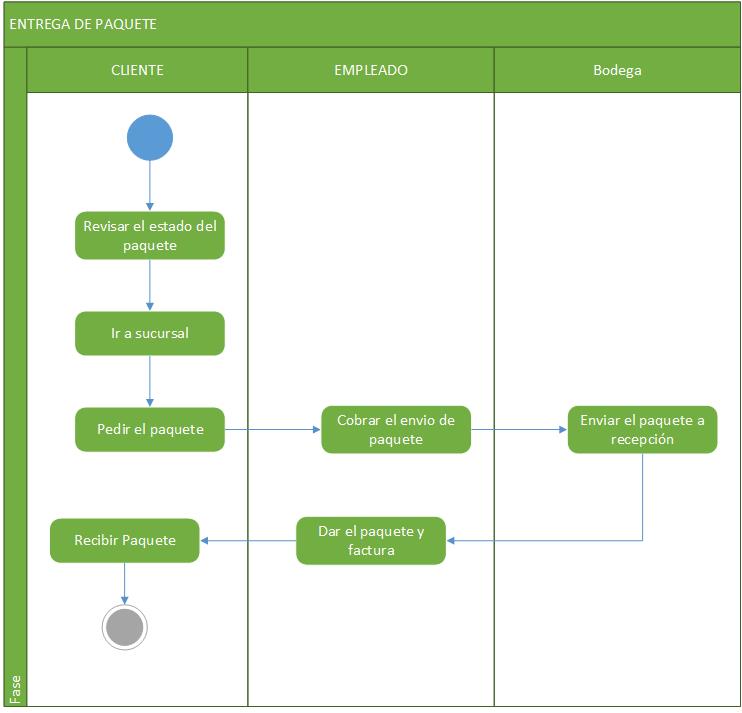 ENTREGA DE PAQUETE
CLIENTE
EMPLEADO
Bodega
Revisar el estado del
paquete
Ir a sucursal
Pedir el paquete
Cobrar el envio de
paquete
Enviar el paquete a
recepción
Dar el paquete y
factura
Recibir Paquete
Fase